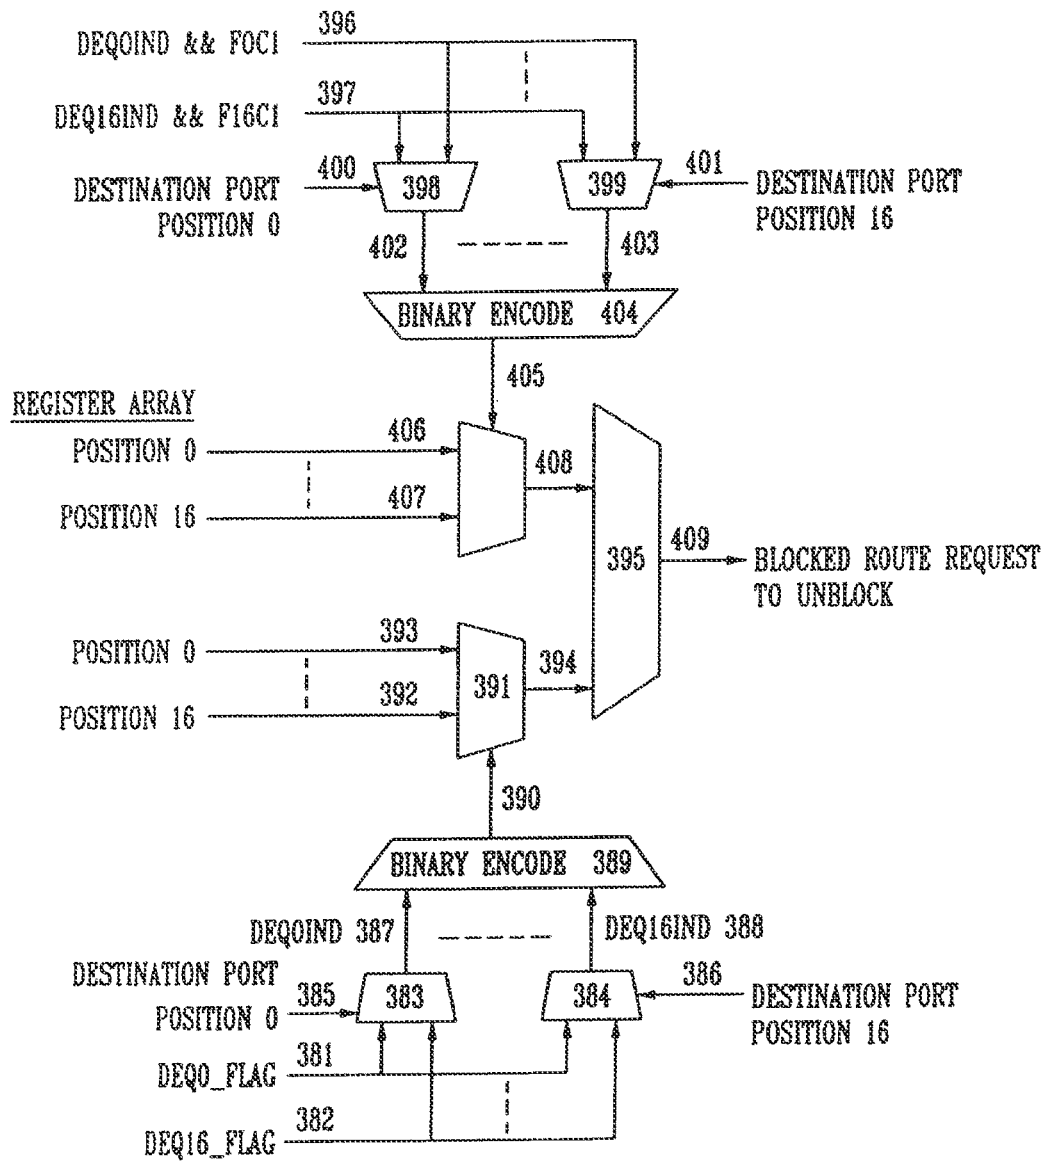 396
DEQ0IND && F0C1
397
DEQ16IND && F16C1
400
DESTINATION PORT
POSITION 0
398
399
401
DESTINATION PORT
POSITION 16
402
403
BINARY ENCODE 404
405
REGISTER ARRAY
POSITION 0
406
408
POSITION 16
407
395
409
BLOCKED ROUTE REQUEST
TO UNBLOCK
POSITION 0
393
391
394
POSITION 16
392
390
BINARY ENCODE 389
DEQ0IND 387
DEQ16IND 388
DESTINATION PORT
POSITION 0
385
383
384
386
DESTINATION PORT
POSITION 16
381
DEQ0_FLAG
382
DEQ16_FLAG